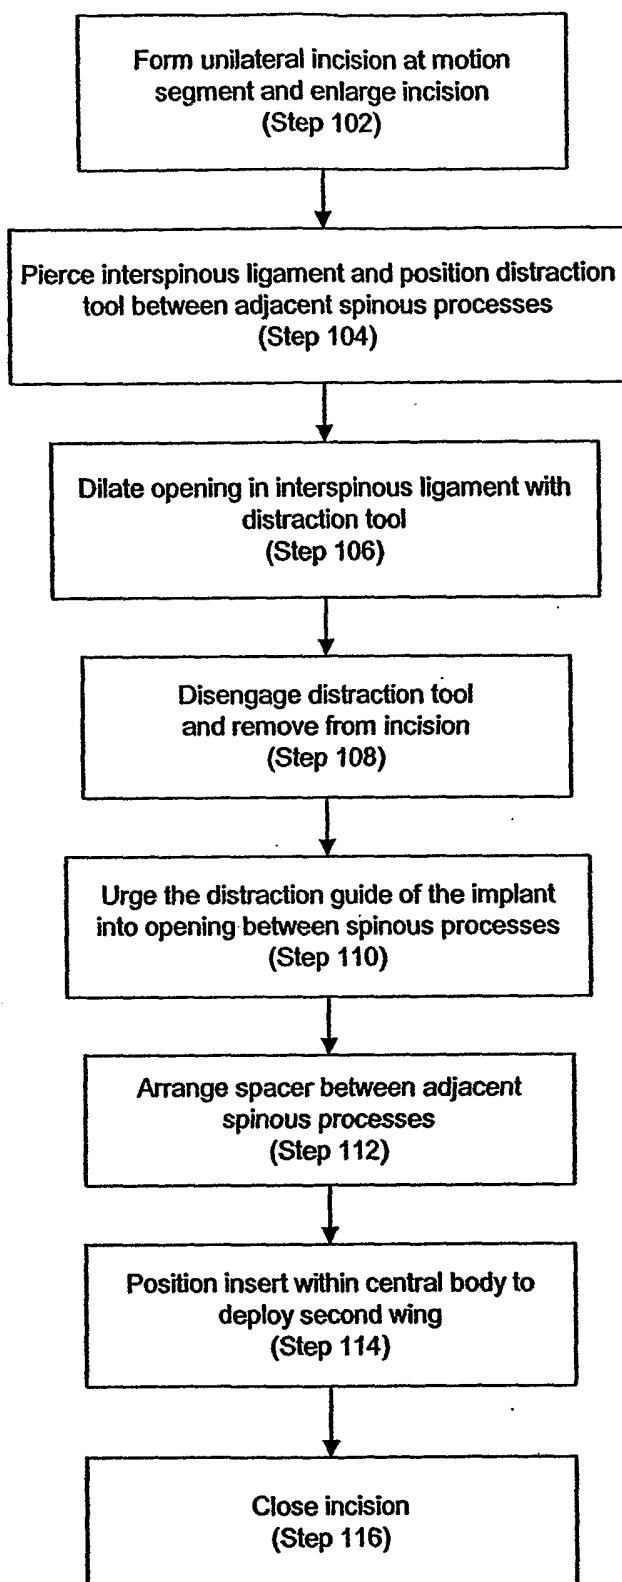 Form unilateral incision at motion
segment and enlarge incision
(Step 102)
Pierce interspinous ligament and position distraction
tool between adjacent spinous processes
(Step 104)
Dilate opening in interspinous ligament with
distraction tool
(Step 106)
Disengage distraction tool
and remove from incision
(Step 108)
Urge the distraction guide of the implant
into opening between spinous processes
(Step 110)
Arrange spacer between adjacent
spinous processes
(Step 112)
Position insert within central body to
deploy second wing
(Step 114)
Close incision
(Step 116)